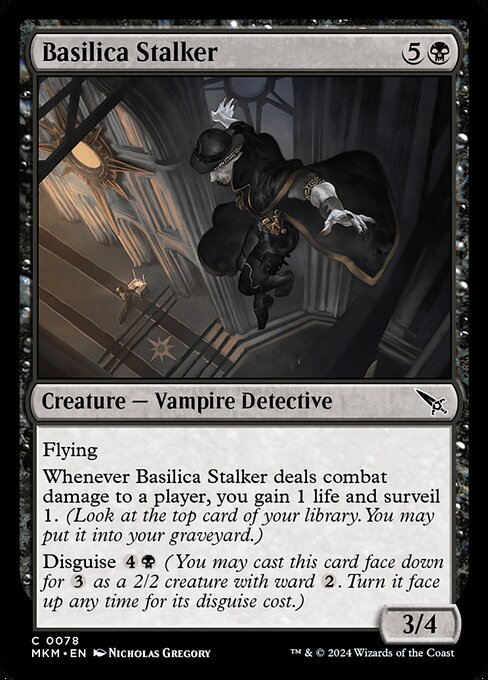 Basilica Stalker 5
Creature — Vampire Detective
Flying
Whenever Basilica Stalker deals combat
damage to a player, you gain 1 life and surveil
1. (Look at the top card of your library. You may
put it into your graveyard.)
Disguise 4 (You may cast this card face down
for 3 as a 2/2 creature with ward 2. Turn it face
up any time for its disguise cost.)
3/4
C 0078
MKM • EN NICHOLAS GREGORY
™ & © 2024 Wizards of the Coast